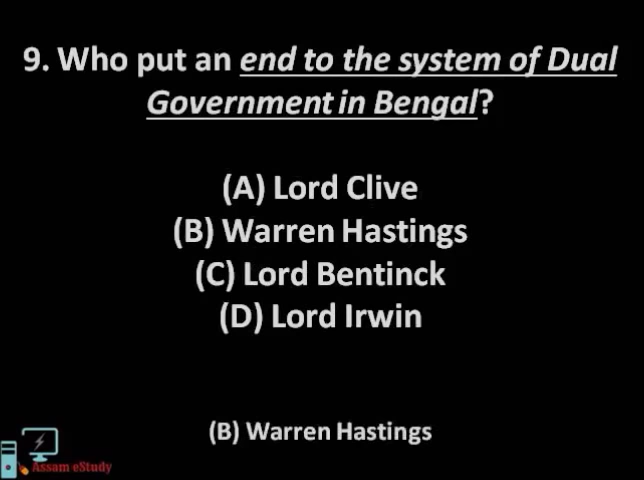 9. Who put an end to the system of Dual
Government in Bengal?
(A) Lord Clive
(B) Warren Hastings
(C) Lord Bentinck
(D) Lord Irwin
(B) Warren Hastings
Assam eStudy